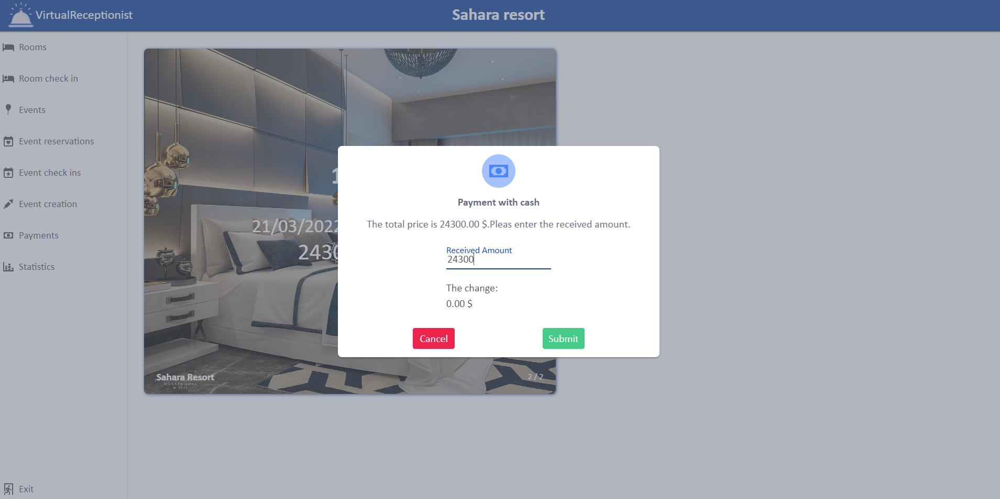 VirtualReceptionist
Sahara resort
Rooms
Room check in
Events
Event reservations
Event check ins
Event creation
Payments
Statistics
Exit
1
21/03/2022
2430
Payment with cash
The total price is 24300.00 $.Pleas enter the received amount.
Received Amount
24300
The change:
0.00 $
Cancel
Submit
Sahara Resort
2 / 2
MUSAFA ADEL
© 2017